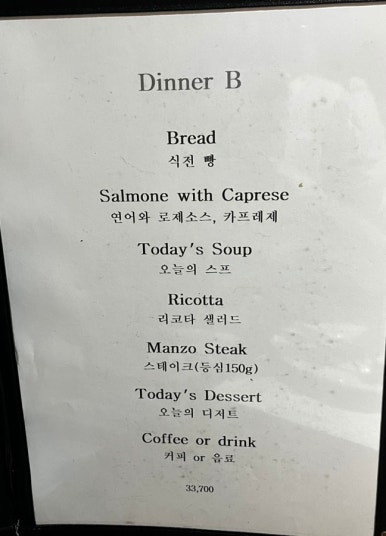 Dinner B
Bread
식전 빵
Salmone with Caprese
연어와 로제소스, 카프레제
Today's Soup
오늘의 스프
Ricotta
리코타 샐러드
Manzo Steak
스테이크(등심150g)
Today's Dessert
오늘의 디저트
Coffee or drink
커피 or 음료
33,700